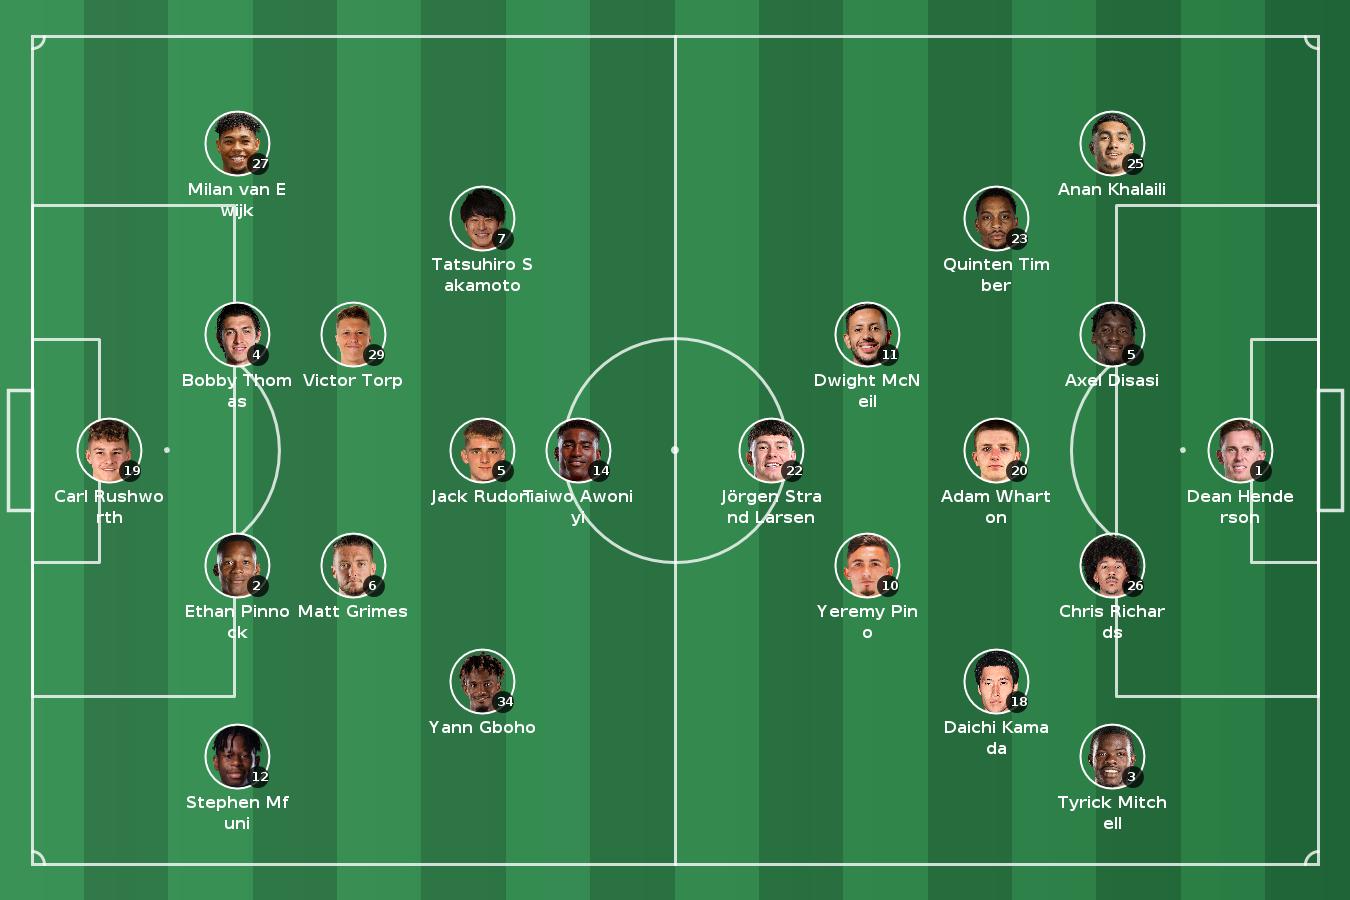 27
Milan van E
wijk
25
Anan Khalaili
7
Tatsuhiro S
akamoto
23
Quinten Tim
ber
4
Bobby Thom
as
29
Victor Torp
11
Dwight McN
eil
5
Axel Disasi
19
Carl Rushwo
rth
5
Jack Rudoni
14
Taiwo Awoni
yi
22
Jörgen Stra
nd Larsen
20
Adam Whart
on
1
Dean Hende
rson
2
Ethan Pinno
ck
6
Matt Grimes
10
Yeremy Pin
o
26
Chris Richar
ds
34
Yann Gboho
18
Daichi Kama
da
12
Stephen Mf
uni
3
Tyrick Mitch
ell